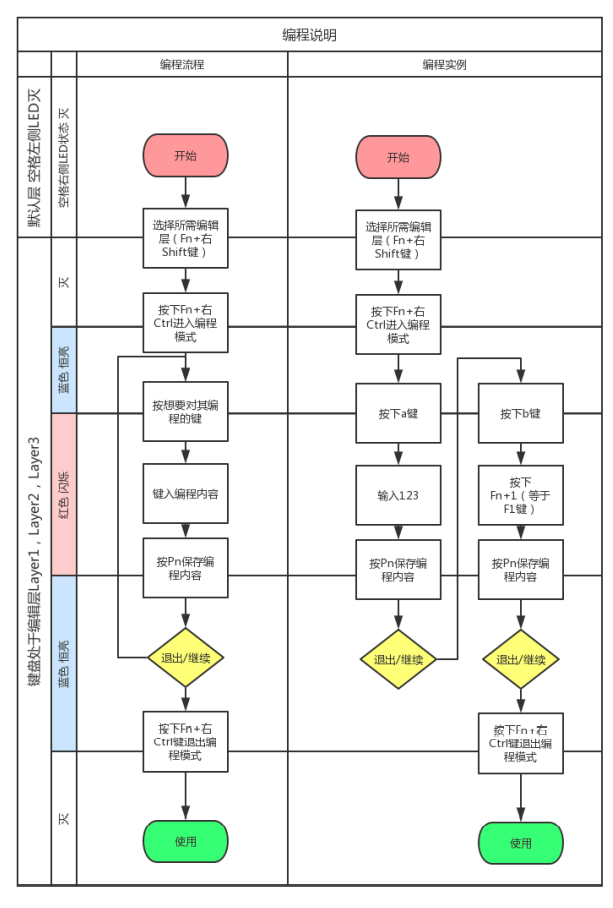 编程说明
编程流程
编程实例
默认层 空格左侧LED灭
空格右侧LED状态 灭
键盘处于编辑层Layer1，Layer2，Layer3
灭
蓝色 恒亮
红色 闪烁
蓝色 恒亮
灭
开始
选择所需编辑
层（Fn+右
Shift键）
按下Fn+右
Ctrl进入编程
模式
按想要对其编
程的键
键入编程内容
按Pn保存编
程内容
退出/继续
按下Fn+右
Ctrl键退出编
程模式
使用
开始
选择所需编辑
层（Fn+右
Shift键）
按下Fn+右
Ctrl进入编程
模式
按下a键
输入123
按Pn保存编
程内容
退出/继续
按下b键
按下
Fn+1（等于
F1键）
按Pn保存编
程内容
退出/继续
按下Fn+右
Ctrl键退出编
程模式
使用